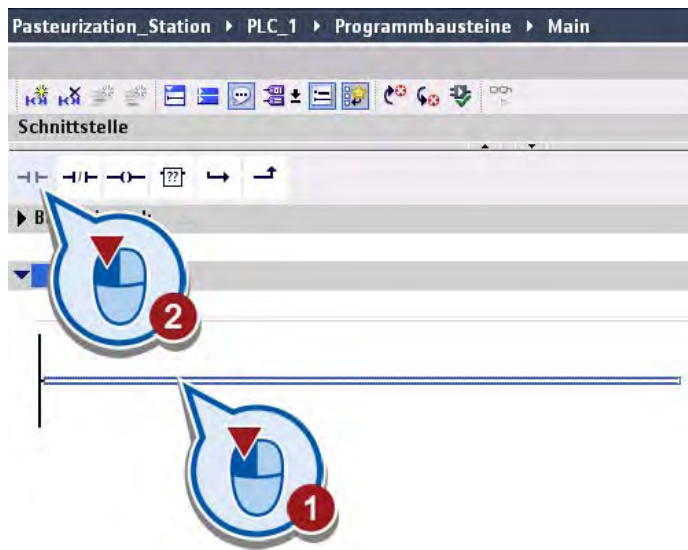 Pasteurization_Station ▸ PLC_1 ▸ Programmbausteine ▸ Main
Schnittstelle
??
2
1